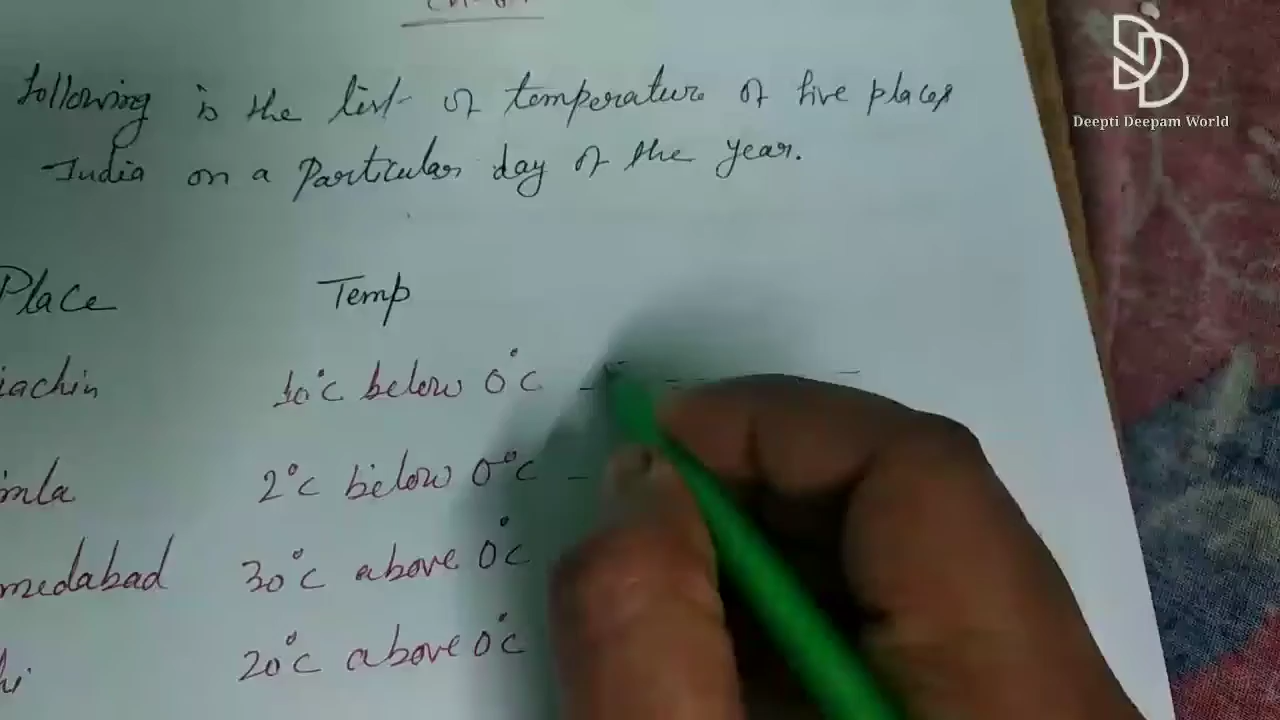 Following is the list of temperature of five places
India on a particular day of the year.
Place Temp
iachin 10°C below 0°C -
imla 2°C below 0°C -
medabad 30°C above 0°C
hi 20°C above 0°C
Deepti Deepam World